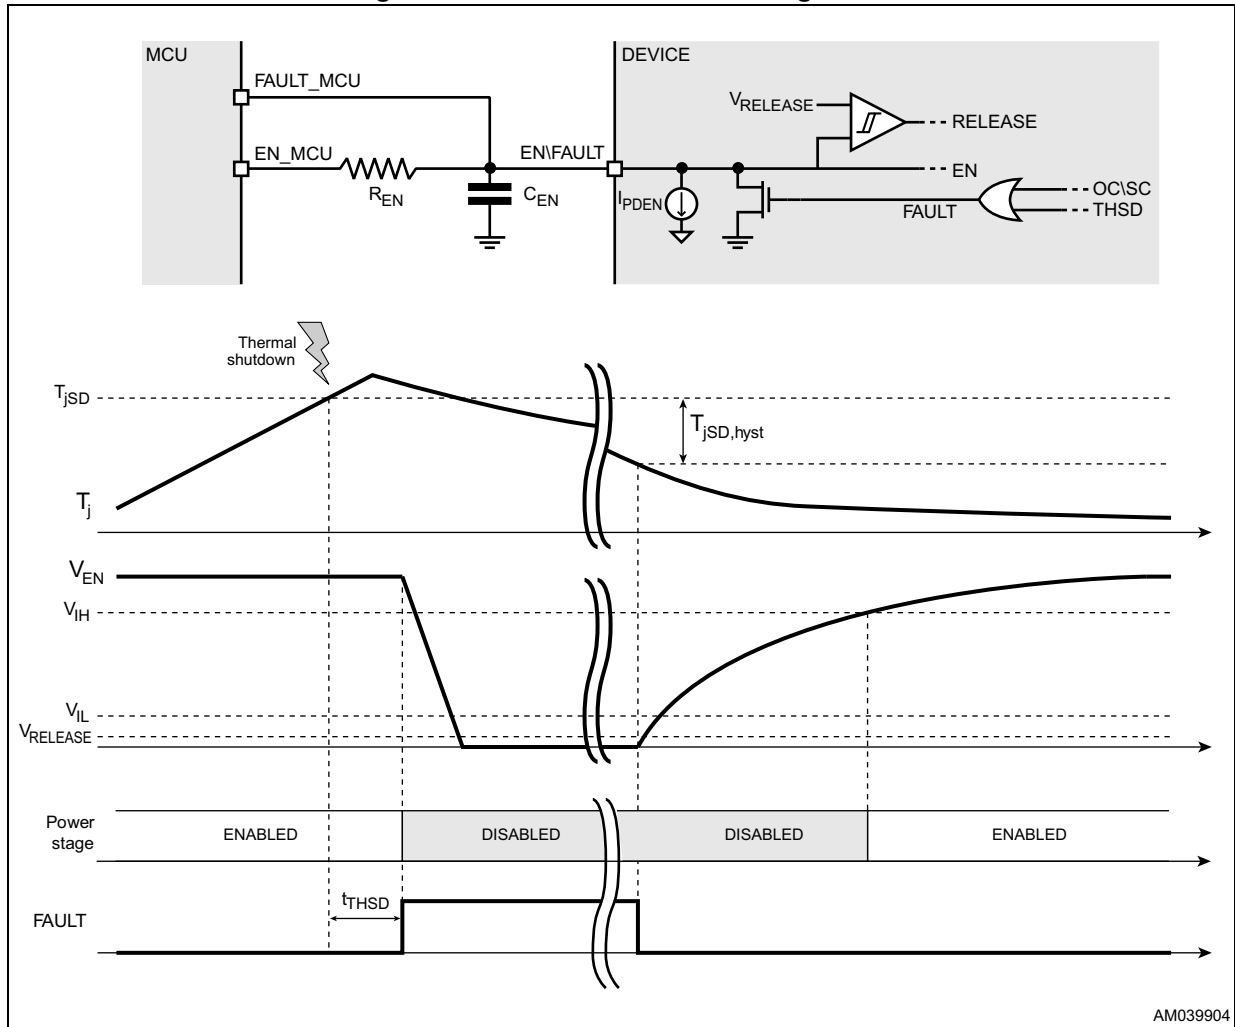 MCU
DEVICE
FAULT_MCU
VRELEASE
RELEASE
EN_MCU
EN\FAULT
EN
REN
CEN
IPDEN
FAULT
OC\SC
THSD
Thermal
shutdown
TjSD
TjSD,hyst
Tj
VEN
VIH
VIL
VRELEASE
Power
stage
ENABLED
DISABLED
DISABLED
ENABLED
tTHSD
FAULT
AM039904